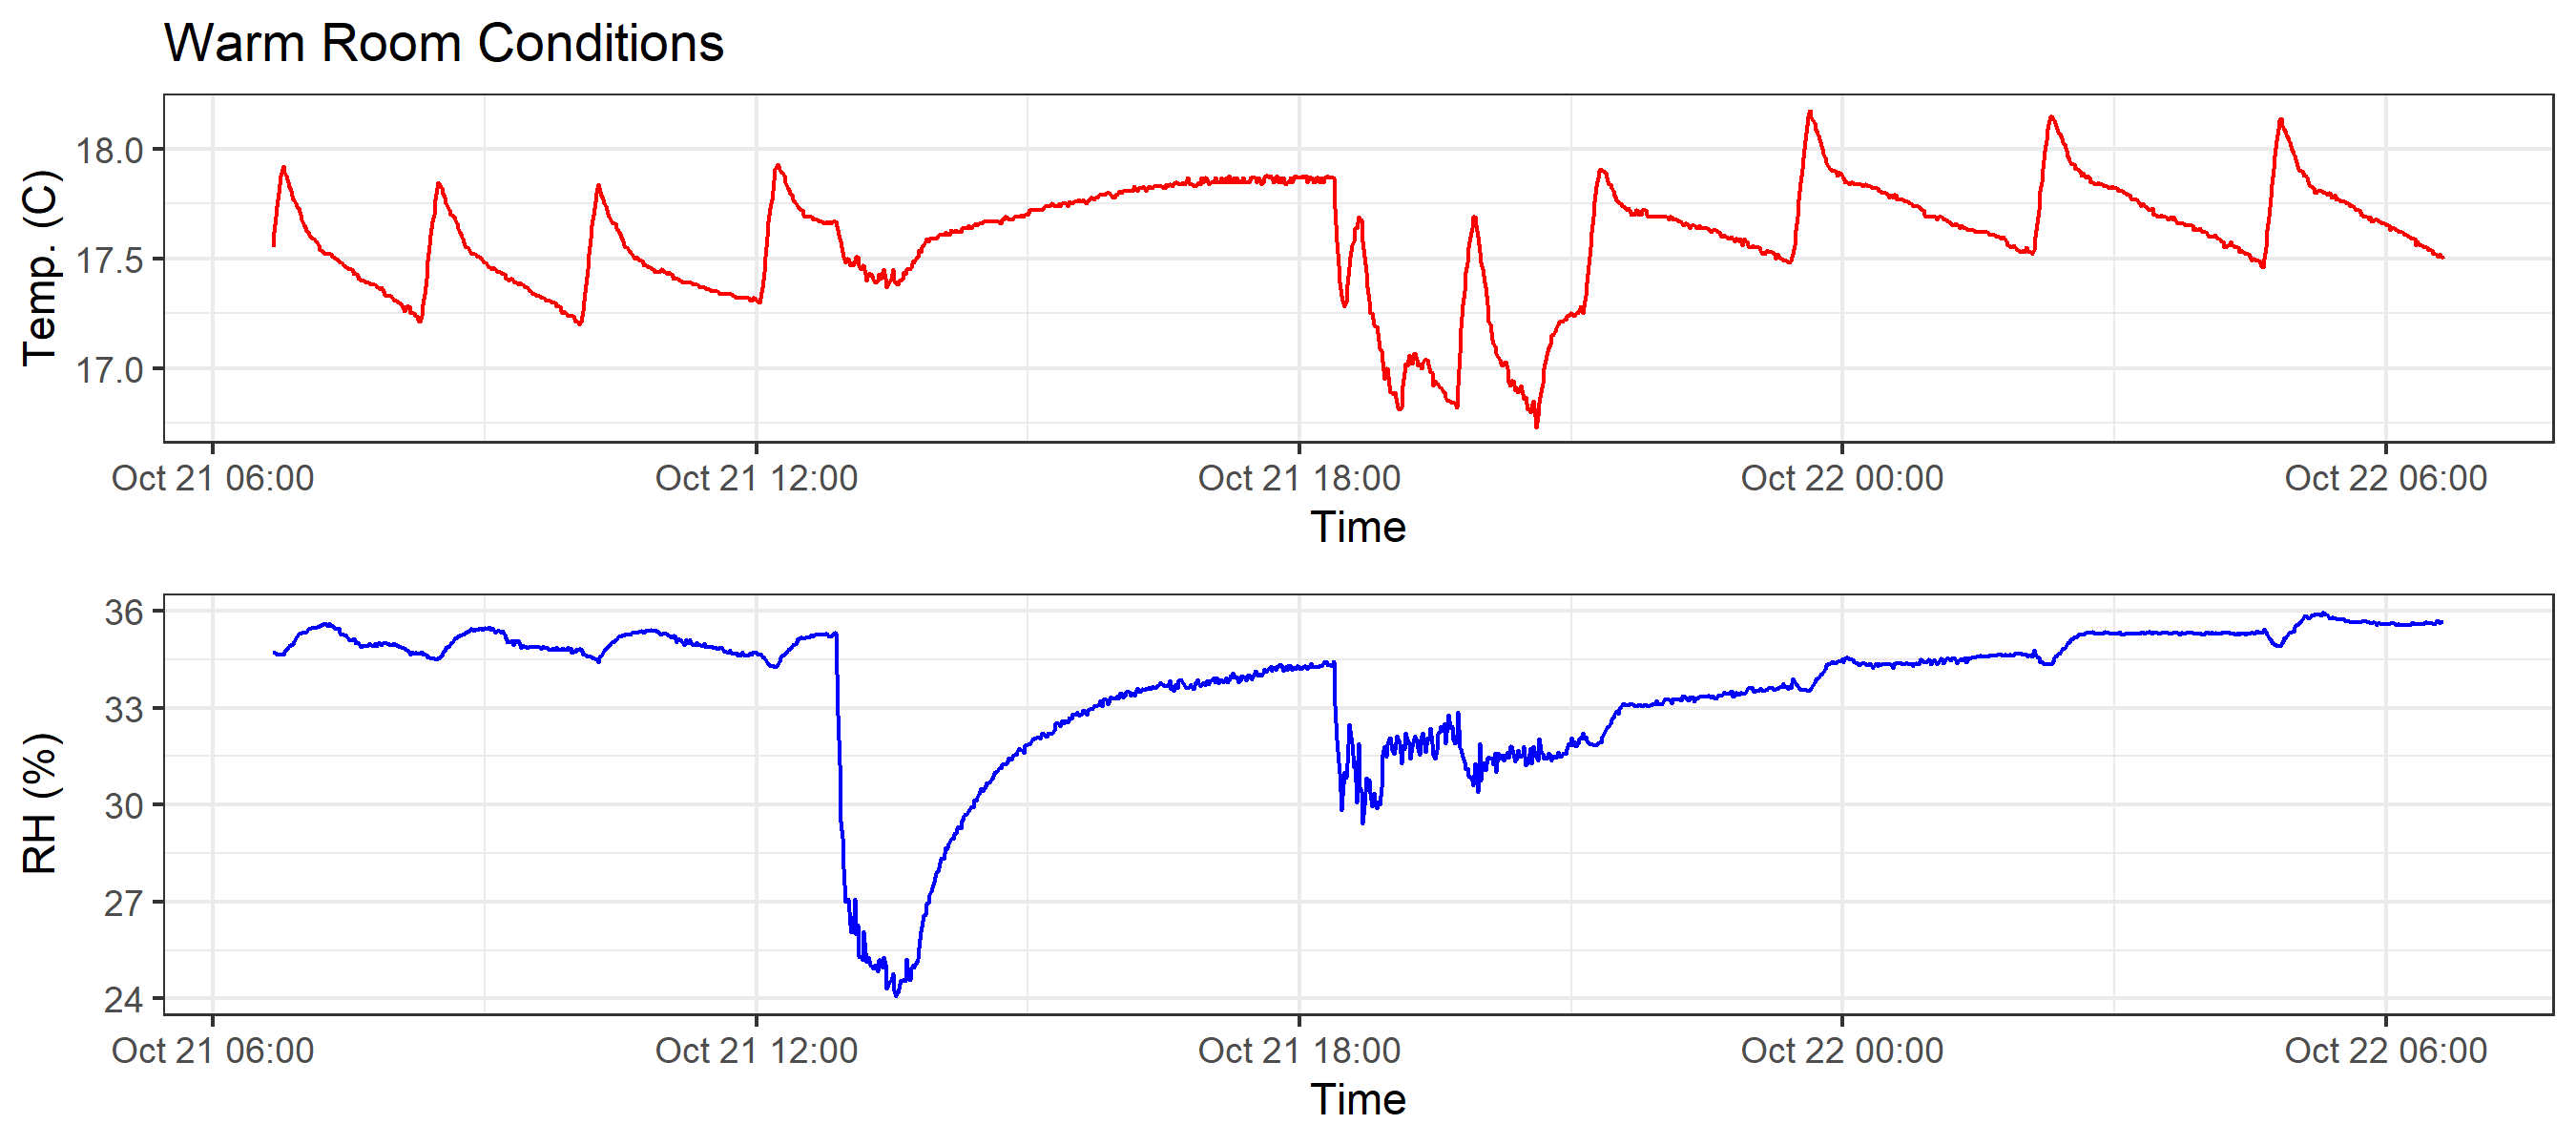 Warm Room Conditions
Temp. (C)
18.0
17.5
17.0
Oct 21 06:00 Oct 21 12:00 Oct 21 18:00 Oct 22 00:00 Oct 22 06:00
Time
RH (%)
36
33
30
27
24
Oct 21 06:00 Oct 21 12:00 Oct 21 18:00 Oct 22 00:00 Oct 22 06:00
Time